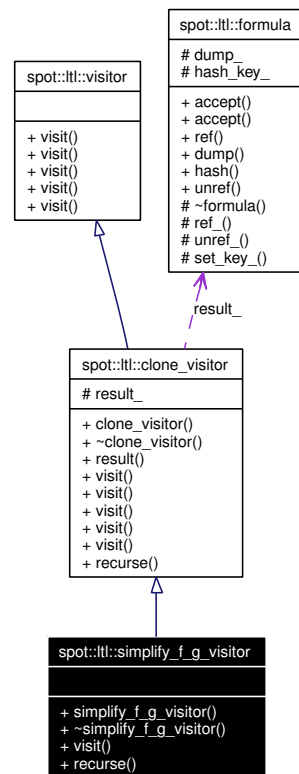 spot::ltl::formula
# dump_
# hash_key_
+ accept()
+ accept()
+ ref()
+ dump()
+ hash()
+ unref()
# ~formula()
# ref_()
# unref_()
# set_key_()
spot::ltl::visitor
+ visit()
+ visit()
+ visit()
+ visit()
+ visit()
result_
spot::ltl::clone_visitor
# result_
+ clone_visitor()
+ ~clone_visitor()
+ result()
+ visit()
+ visit()
+ visit()
+ visit()
+ visit()
+ recurse()
spot::ltl::simplify_f_g_visitor
+ simplify_f_g_visitor()
+ ~simplify_f_g_visitor()
+ visit()
+ recurse()